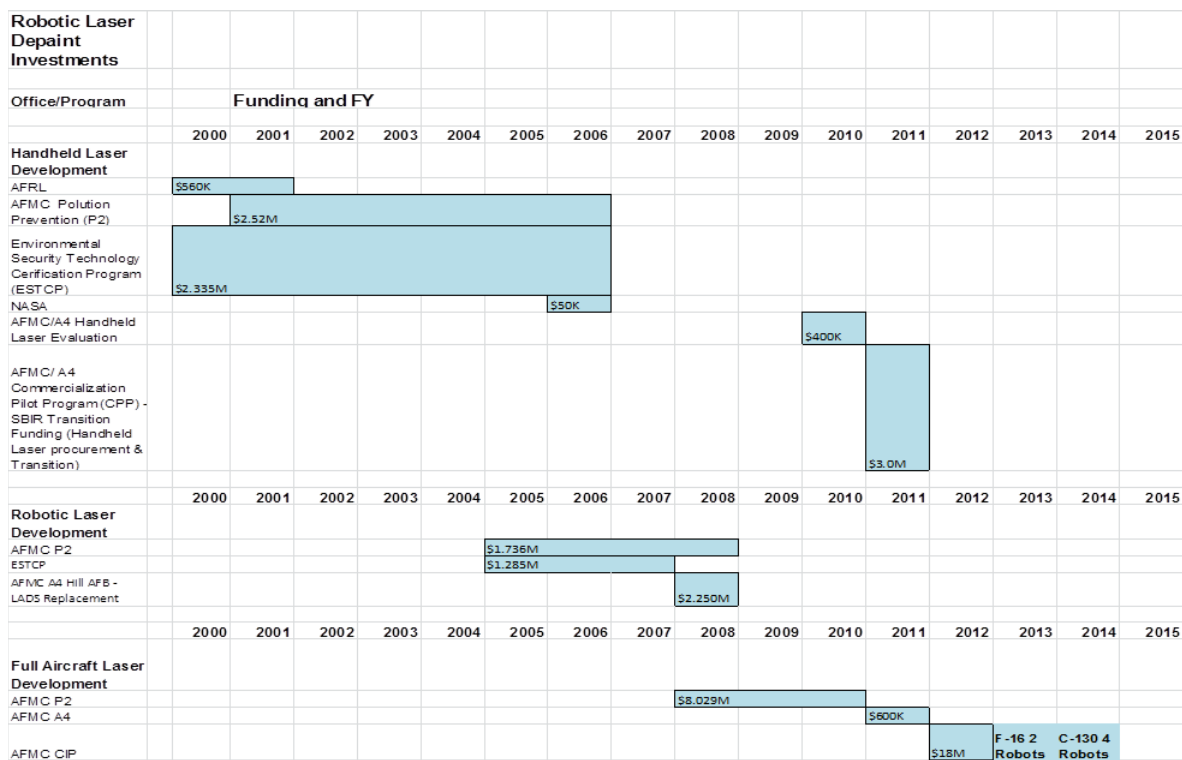 Robotic Laser
Depaint
Investments
Office/Program Funding and FY
2000 2001 2002 2003 2004 2005 2006 2007 2008 2009 2010 2011 2012 2013 2014 2015
Handheld Laser
Development
AFRL $560K
AFMC Polution
Prevention (P2) $2.52M
Environmental
Security Technology
Cerification Program
(ESTCP) $2.335M
NASA $50K
AFMC/A4 Handheld
Laser Evaluation $400K
AFMC/ A4
Commercialization
Pilot Program (CPP) -
SBIR Transition
Funding (Handheld
Laser procurement &
Transition) $3.0M
2000 2001 2002 2003 2004 2005 2006 2007 2008 2009 2010 2011 2012 2013 2014 2015
Robotic Laser
Development
AFMC P2 $1.736M
ESTCP $1.285M
AFMC A4 Hill AFB -
LADS Replacement $2.250M
2000 2001 2002 2003 2004 2005 2006 2007 2008 2009 2010 2011 2012 2013 2014 2015
Full Aircraft Laser
Development
AFMC P2 $8.029M
AFMC A4 $600K
F-16 2 C-130 4
AFMC CIP $18M Robots Robots